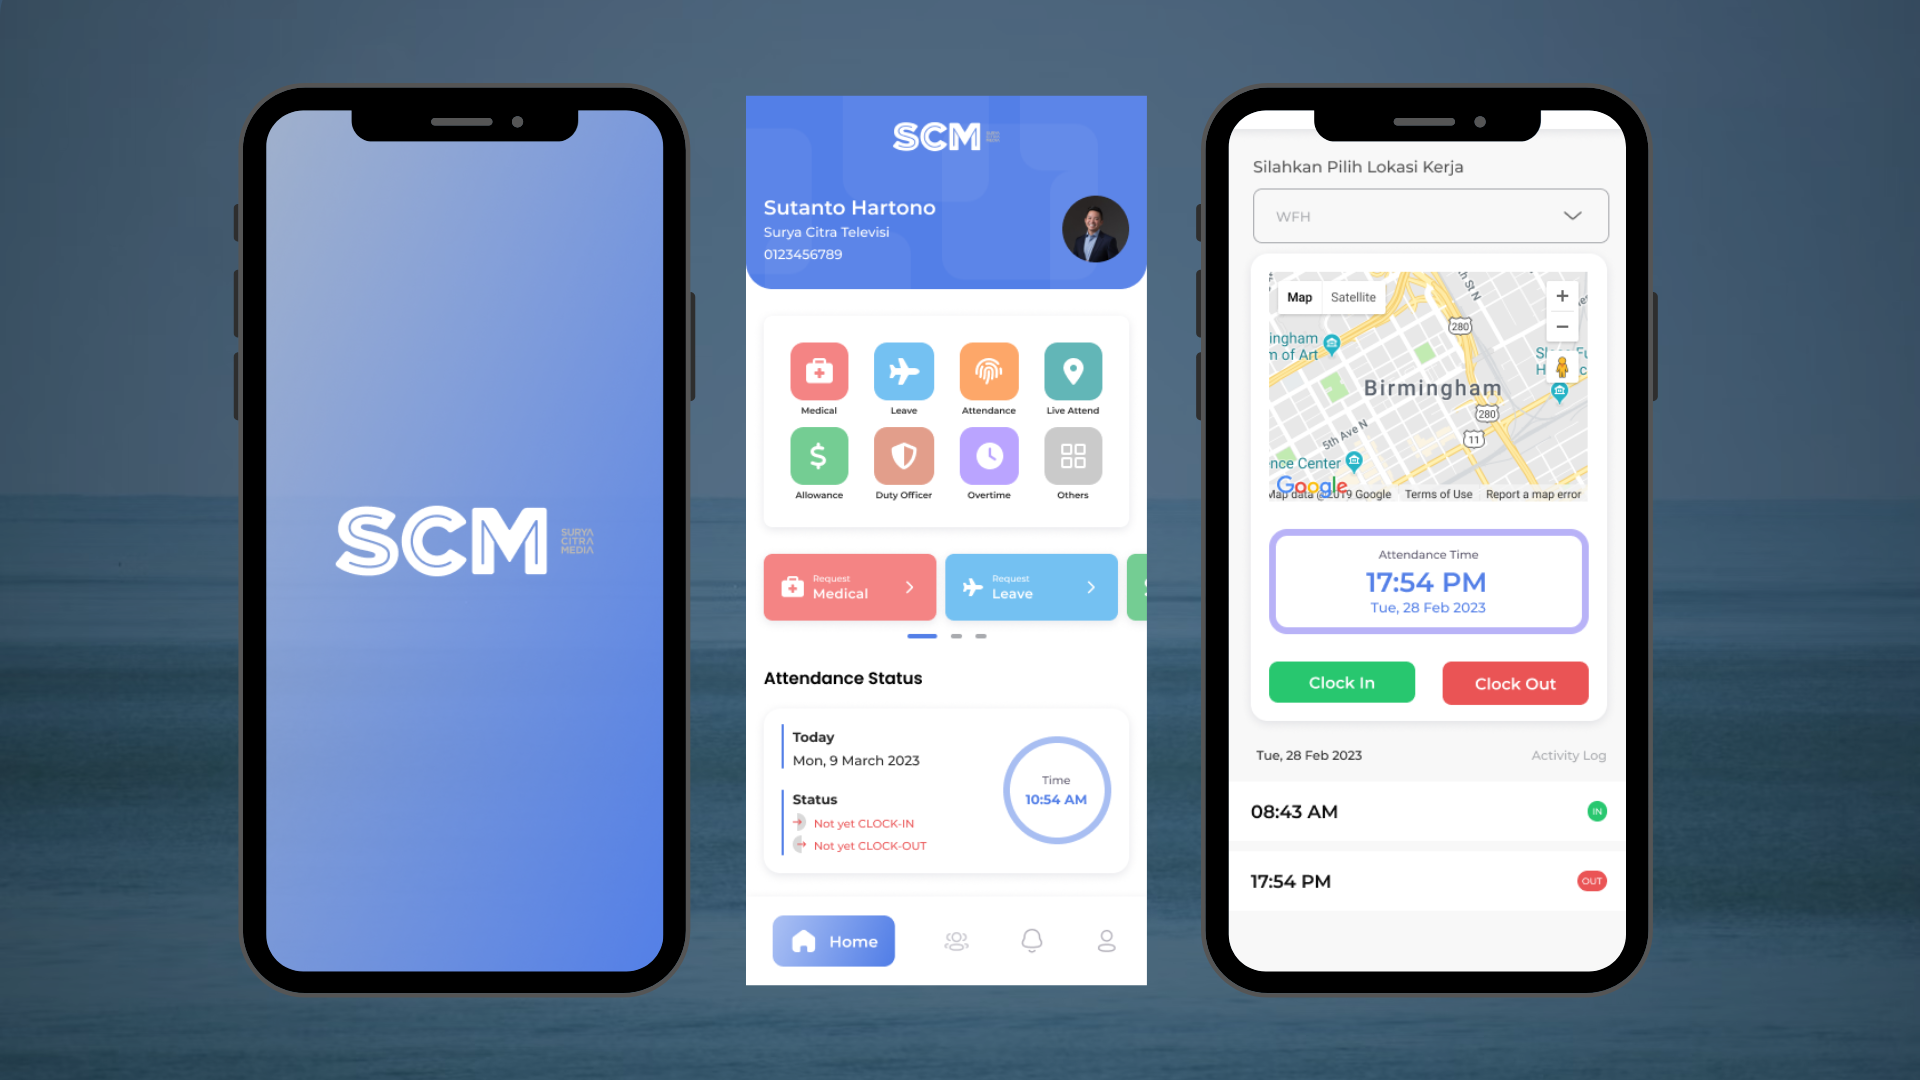 SCM
SURYA
CITRA
MEDIA
SCM
Sutanto Hartono
Surya Citra Televisi
0123456789
Medical
Leave
Attendance
Live Attend
Allowance
Duty Officer
Overtime
Others
Request
Medical
Request
Leave
Attendance Status
Today
Mon, 9 March 2023
Status
Not yet CLOCK-IN
Not yet CLOCK-OUT
Time
10:54 AM
Home
Silahkan Pilih Lokasi Kerja
WFH
Map
Satellite
St N
280
ingham
m of Art
Birmingham
280
11
5th Ave N
nce Center
Google
Map data @2019 Google
Terms of Use
Report a map error
Attendance Time
17:54 PM
Tue, 28 Feb 2023
Clock In
Clock Out
Tue, 28 Feb 2023
Activity Log
08:43 AM
IN
17:54 PM
OUT